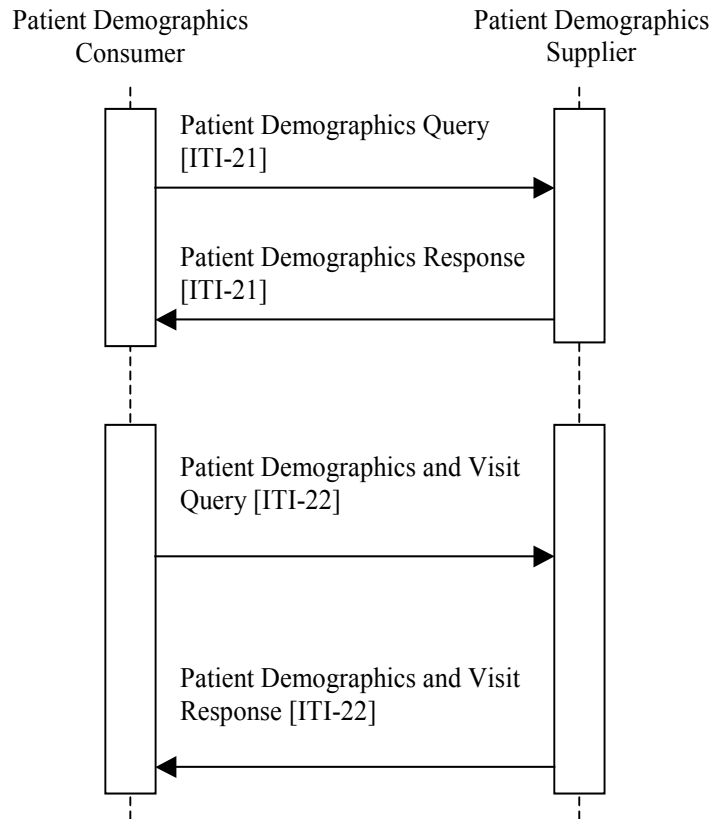 Patient Demographics
Consumer
Patient Demographics
Supplier
Patient Demographics Query
[ITI-21]
Patient Demographics Response
[ITI-21]
Patient Demographics and Visit
Query [ITI-22]
Patient Demographics and Visit
Response [ITI-22]